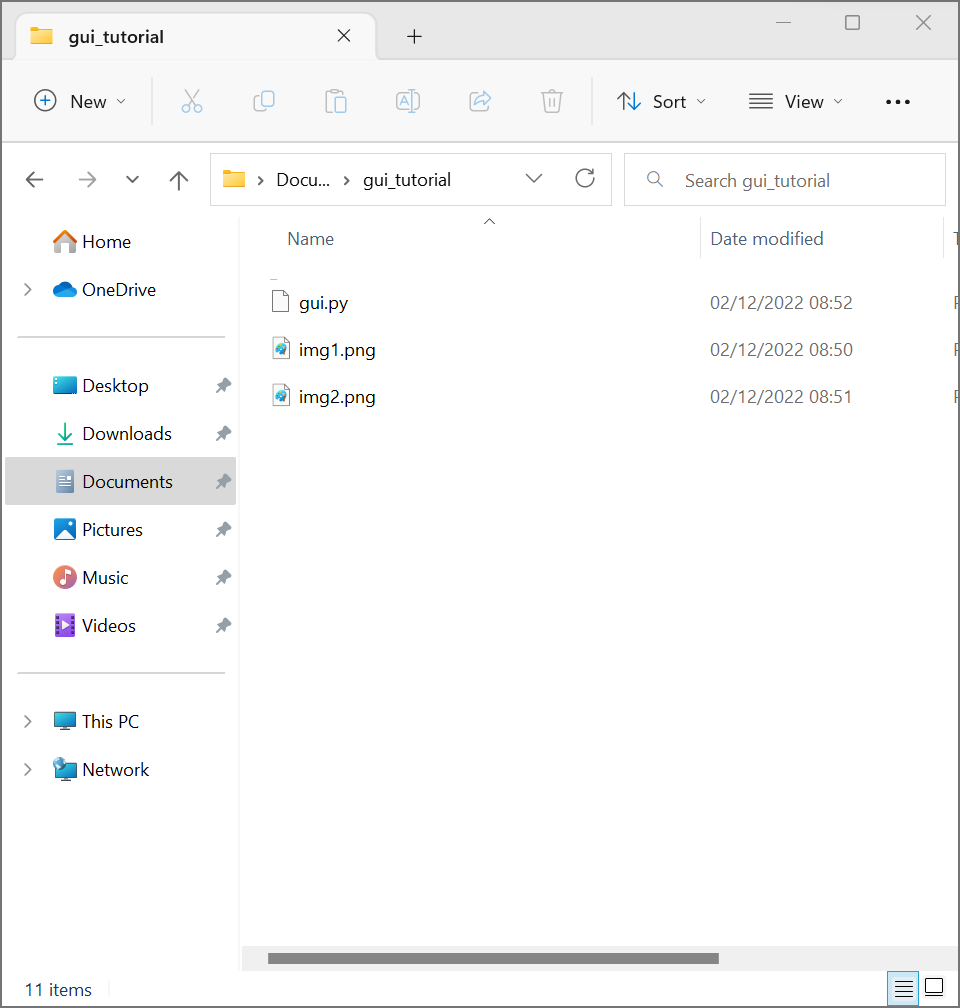 gui_tutorial
New
Sort
View
Docu... gui_tutorial
Search gui_tutorial
Home
OneDrive
Desktop
Downloads
Documents
Pictures
Music
Videos
This PC
Network
Name Date modified
gui.py 02/12/2022 08:52
img1.png 02/12/2022 08:50
img2.png 02/12/2022 08:51
11 items